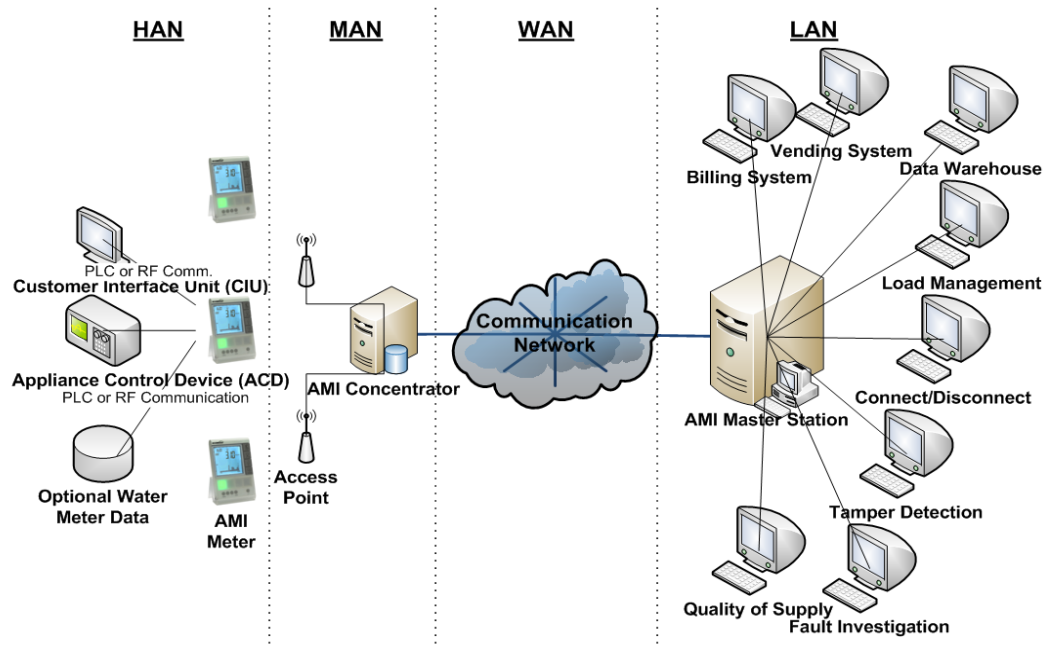 HAN
MAN
WAN
LAN
Billing System
Vending System
Data Warehouse
Load Management
Connect/Disconnect
Tamper Detection
Fault Investigation
Quality of Supply
AMI Master Station
Communication
Network
AMI Concentrator
Access
Point
PLC or RF Comm.
Customer Interface Unit (CIU)
Appliance Control Device (ACD)
PLC or RF Communication
Optional Water
Meter Data
AMI
Meter